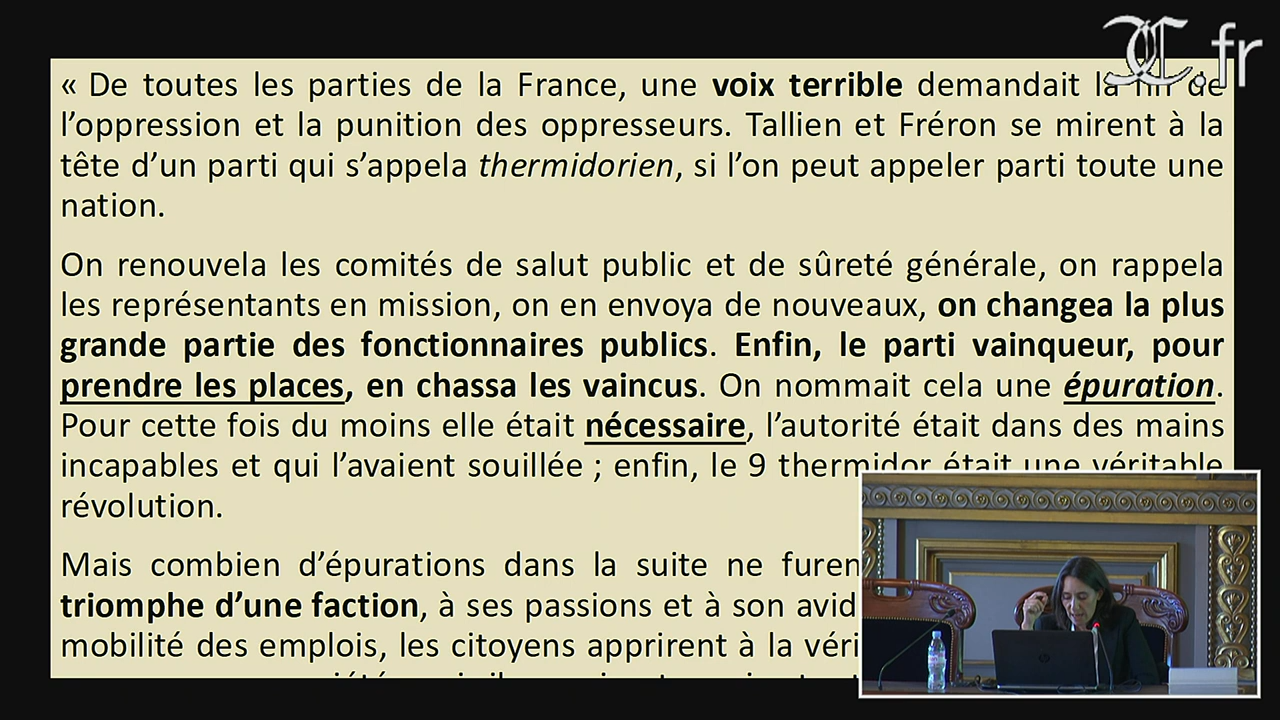 .fr
« De toutes les parties de la France, une voix terrible demandait la fin de
l’oppression et la punition des oppresseurs. Tallien et Fréron se mirent à la
tête d’un parti qui s’appela thermidorien, si l’on peut appeler parti toute une
nation.
On renouvela les comités de salut public et de sûreté générale, on rappela
les représentants en mission, on en envoya de nouveaux, on changea la plus
grande partie des fonctionnaires publics. Enfin, le parti vainqueur, pour
prendre les places, en chassa les vaincus. On nommait cela une épuration.
Pour cette fois du moins elle était nécessaire, l’autorité était dans des mains
incapables et qui l’avaient souillée ; enfin, le 9 thermidor était une véritable
révolution.
Mais combien d’épurations dans la suite ne
triomphe d’une faction, à ses passions et à son
mobilité des emplois, les citoyens apprirent à la